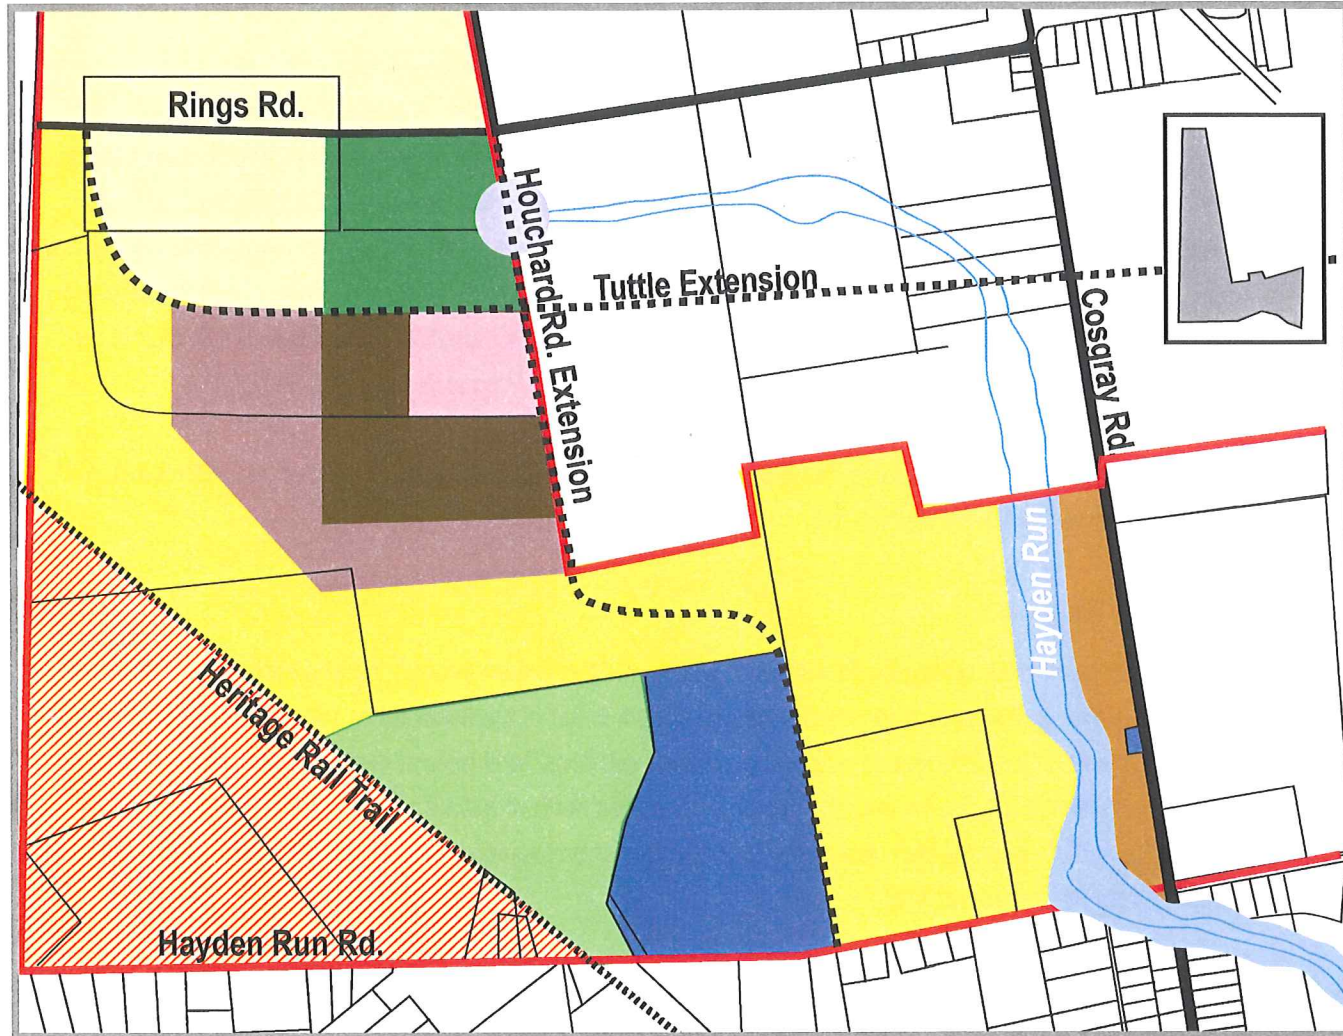 Rings Rd.
Houchard Rd. Extension
Tuttle Extension
Cosgray Rd.
Hayden Run
Heritage Rail Trail
Hayden Run Rd.